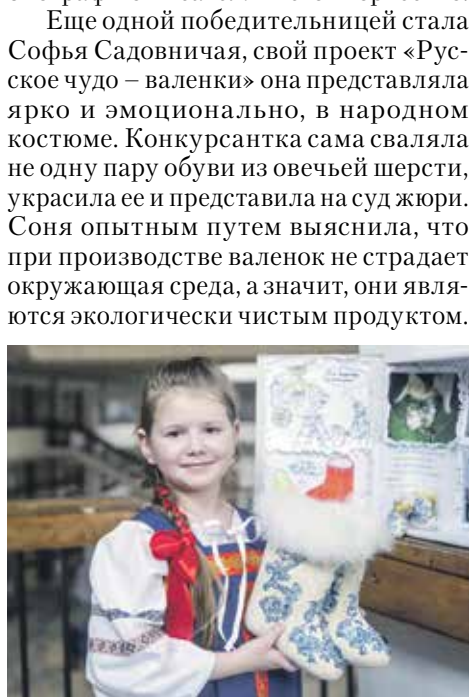 Еще одной победительницей стала
Софья Садовничая, свой проект «Рус-
ское чудо – валенки» она представляла
ярко и эмоционально, в народном
костюме. Конкурсантка сама сваляла
не одну пару обуви из овечьей шерсти,
украсила ее и представила на суд жюри.
Соня опытным путем выяснила, что
при производстве валенок не страдает
окружающая среда, а значит, они явля-
ются экологически чистым продуктом.